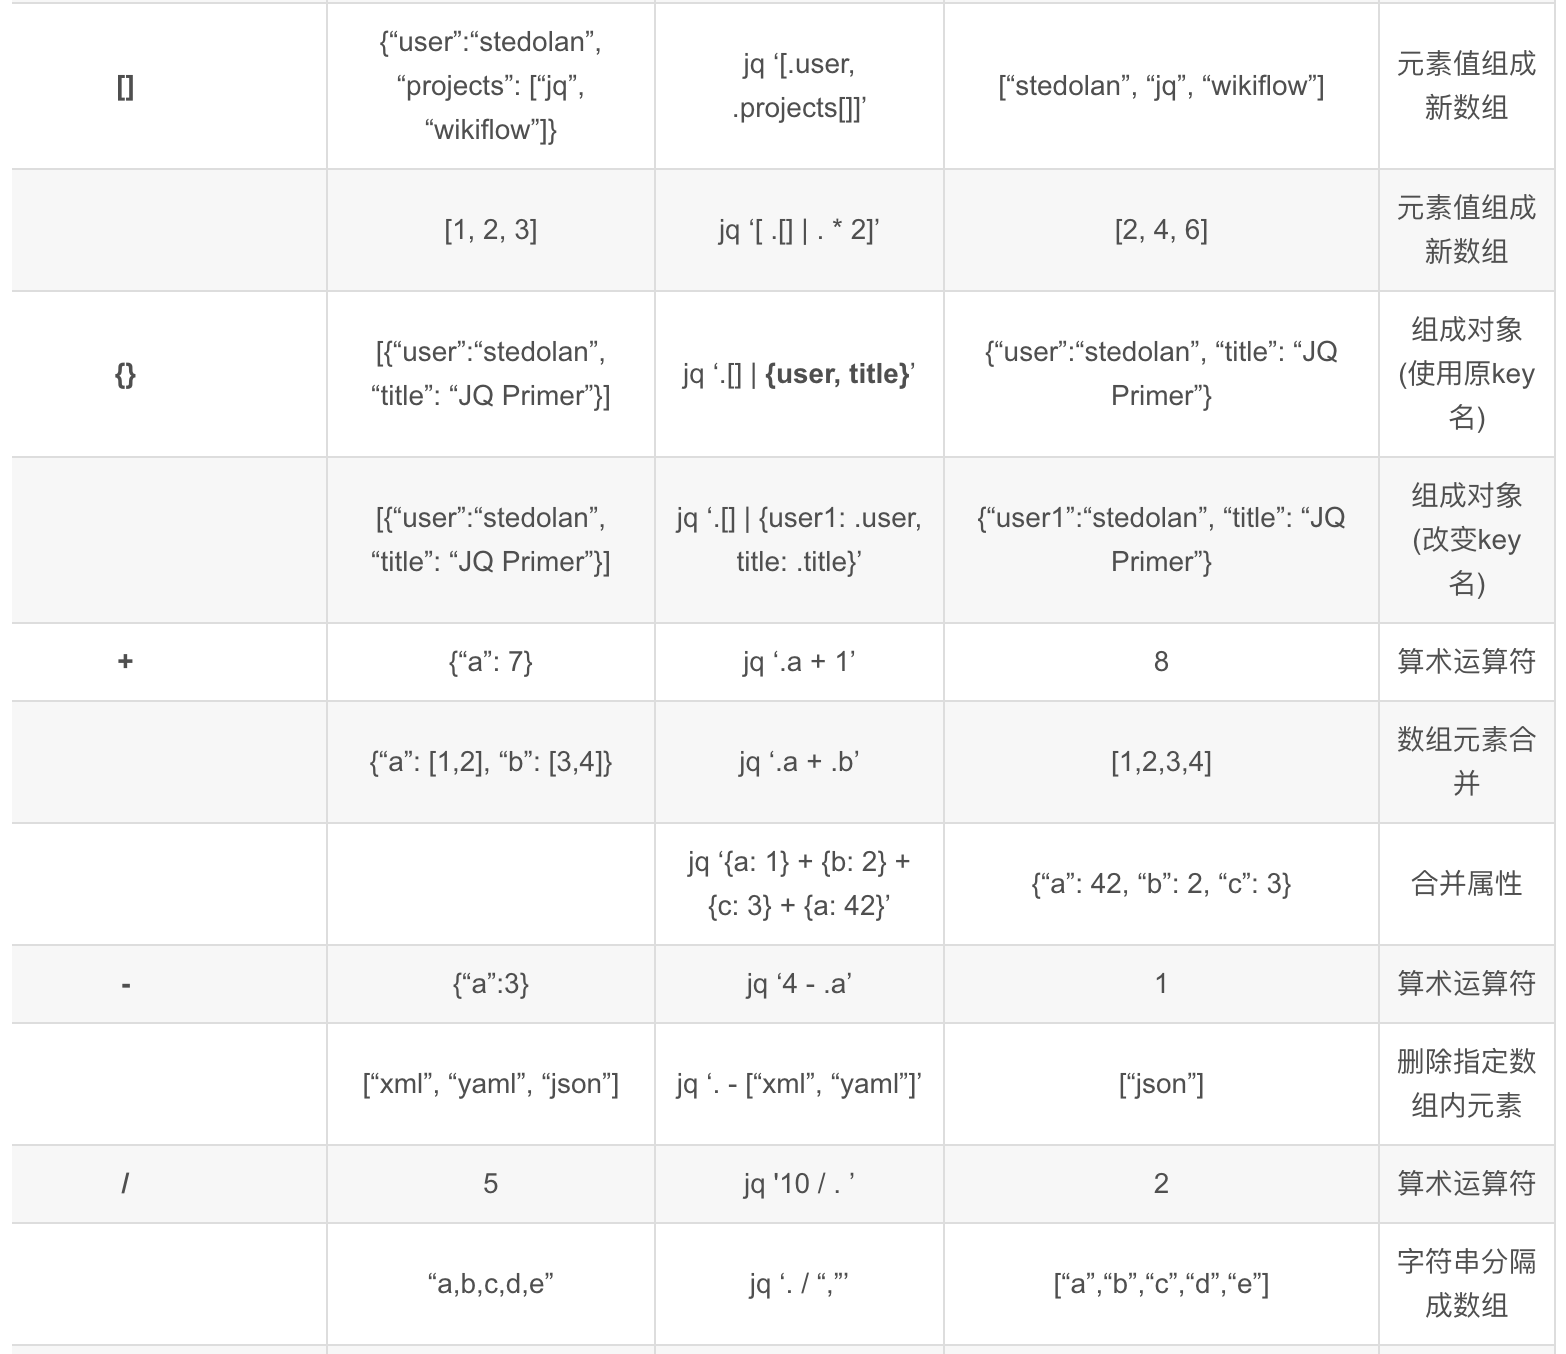 []
{“user”:“stedolan”,
“projects”: [“jq”,
“wikiflow”]}
jq ‘[.user,
.projects[]]’
[“stedolan”, “jq”, “wikiflow”]
元素值组成
新数组
[1, 2, 3]
jq ‘[ .[] | . * 2]’
[2, 4, 6]
元素值组成
新数组
{}
[{“user”:“stedolan”,
“title”: “JQ Primer”}]
jq ‘.[] | {user, title}’
{“user”:“stedolan”, “title”: “JQ
Primer”}
组成对象
(使用原key
名)
[{“user”:“stedolan”,
“title”: “JQ Primer”}]
jq ‘.[] | {user1: .user,
title: .title}’
{“user1”:“stedolan”, “title”: “JQ
Primer”}
组成对象
(改变key
名)
+
{“a”: 7}
jq ‘.a + 1’
8
算术运算符
{“a”: [1,2], “b”: [3,4]}
jq ‘.a + .b’
[1,2,3,4]
数组元素合
并
jq ‘{a: 1} + {b: 2} +
{c: 3} + {a: 42}’
{“a”: 42, “b”: 2, “c”: 3}
合并属性
-
{“a”:3}
jq ‘4 - .a’
1
算术运算符
[“xml”, “yaml”, “json”]
jq ‘. - [“xml”, “yaml”]’
[“json”]
删除指定数
组内元素
/
5
jq '10 / . ’
2
算术运算符
“a,b,c,d,e”
jq ‘. / “,”’
[“a”,“b”,“c”,“d”,“e”]
字符串分隔
成数组